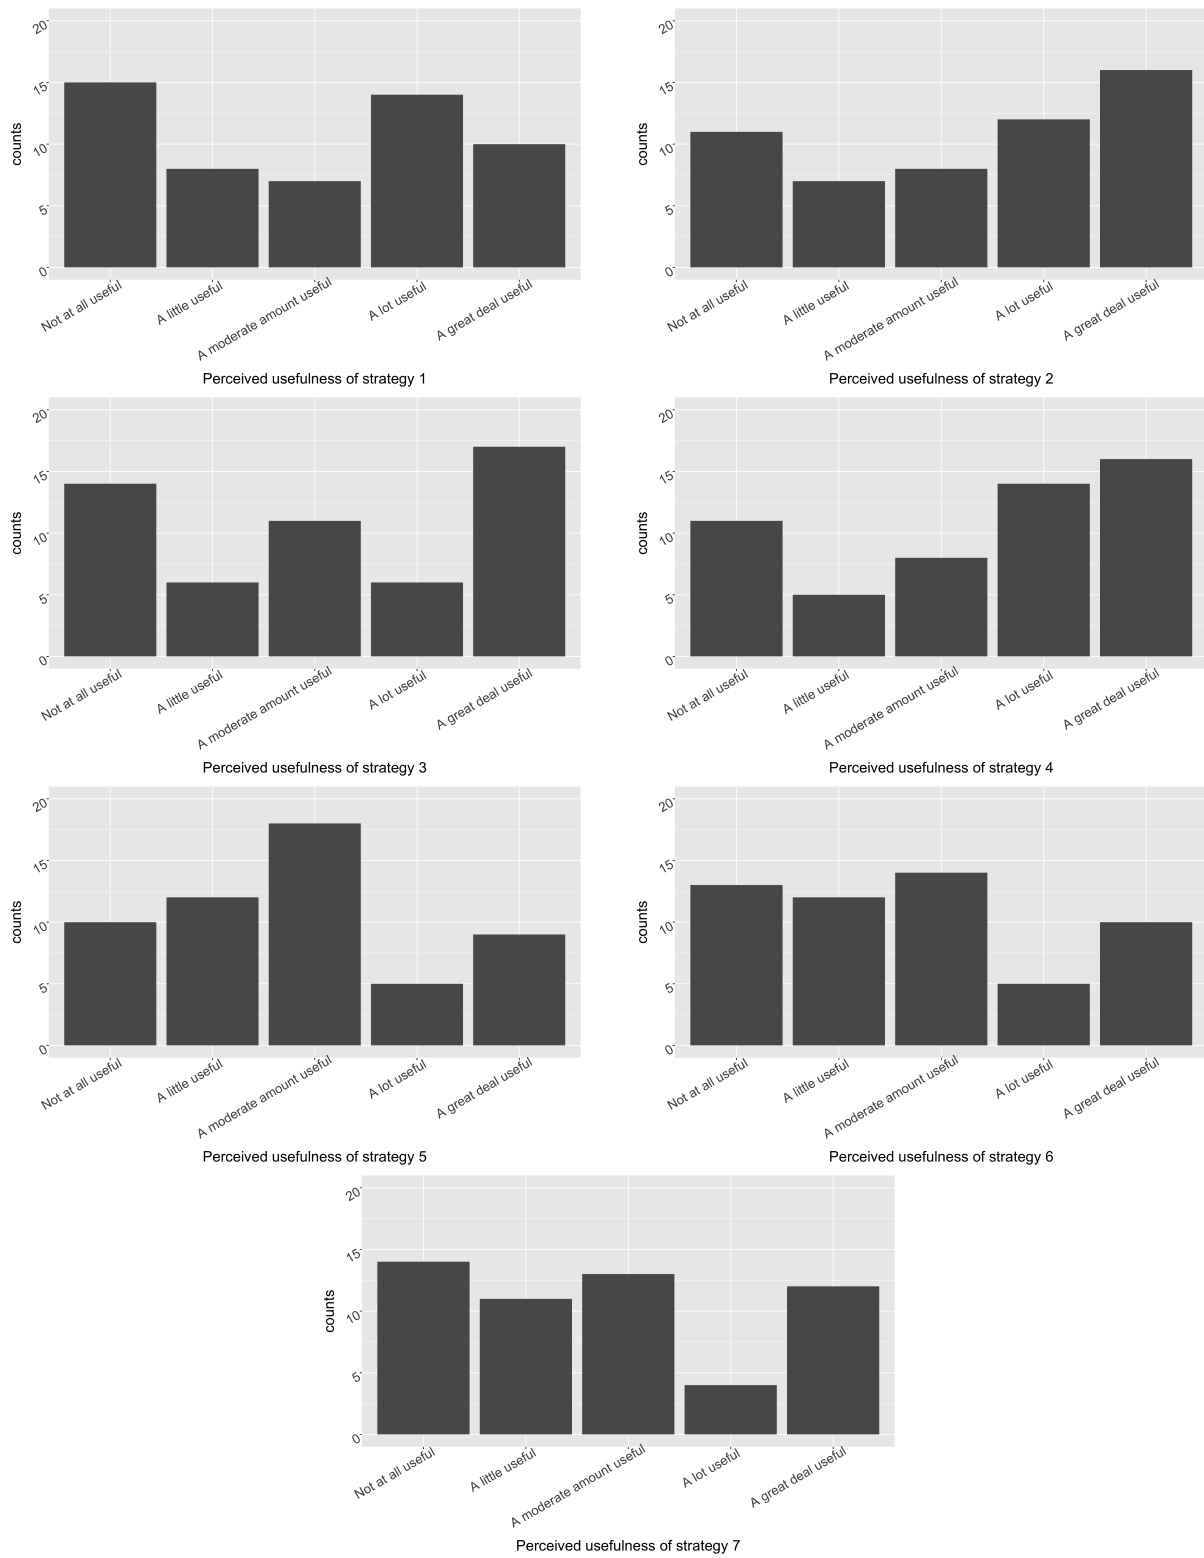 20
15
10
5
0
counts
Not at all useful
A little useful
A moderate amount useful
A lot useful
A great deal useful
Perceived usefulness of strategy 1
20
15
10
5
0
counts
Not at all useful
A little useful
A moderate amount useful
A lot useful
A great deal useful
Perceived usefulness of strategy 2
20
15
10
5
0
counts
Not at all useful
A little useful
A moderate amount useful
A lot useful
A great deal useful
Perceived usefulness of strategy 3
20
15
10
5
0
counts
Not at all useful
A little useful
A moderate amount useful
A lot useful
A great deal useful
Perceived usefulness of strategy 4
20
15
10
5
0
counts
Not at all useful
A little useful
A moderate amount useful
A lot useful
A great deal useful
Perceived usefulness of strategy 5
20
15
10
5
0
counts
Not at all useful
A little useful
A moderate amount useful
A lot useful
A great deal useful
Perceived usefulness of strategy 6
20
15
10
5
0
counts
Not at all useful
A little useful
A moderate amount useful
A lot useful
A great deal useful
Perceived usefulness of strategy 7